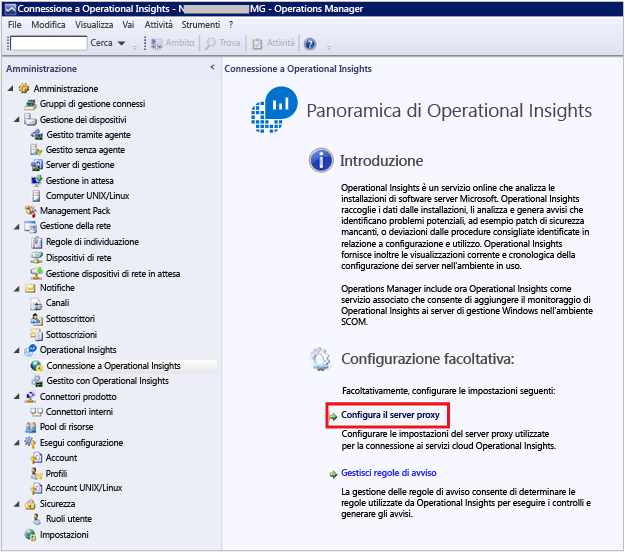 Connessione a Operational Insights - N MG - Operations Manager
File Modifica Visualizza Vai Attività Strumenti ?
Cerca Ambito Trova Attività
Amministrazione
Amministrazione
Gruppi di gestione connessi
Gestione dei dispositivi
Gestito tramite agente
Gestito senza agente
Server di gestione
Gestione in attesa
Computer UNIX/Linux
Management Pack
Gestione della rete
Regole di individuazione
Dispositivi di rete
Gestione dispositivi di rete in attesa
Notifiche
Canali
Sottoscrittori
Sottoscrizioni
Operational Insights
Connessione a Operational Insights
Gestito con Operational Insights
Connettori prodotto
Connettori interni
Pool di risorse
Esegui configurazione
Account
Profili
Account UNIX/Linux
Sicurezza
Ruoli utente
Impostazioni
Connessione a Operational Insights
Panoramica di Operational Insights
Introduzione
Operational Insights è un servizio online che analizza le
installazioni di software server Microsoft. Operational Insights
raccoglie i dati dalle installazioni, li analizza e genera avvisi che
identificano problemi potenziali, ad esempio patch di sicurezza
mancanti, o deviazioni dalle procedure consigliate identificate in
relazione a configurazione e utilizzo. Operational Insights
fornisce inoltre le visualizzazioni corrente e cronologica della
configurazione dei server nell'ambiente in uso.
Operations Manager include ora Operational Insights come
servizio associato che consente di aggiungere il monitoraggio di
Operational Insights ai server di gestione Windows nell'ambiente
SCOM.
Configurazione facoltativa:
Facoltativamente, configurare le impostazioni seguenti:
Configura il server proxy
Configurare le impostazioni del server proxy utilizzate
per la connessione ai servizi cloud Operational Insights.
Gestisci regole di avviso
La gestione delle regole di avviso consente di determinare le
regole utilizzate da Operational Insights per eseguire i controlli e
generare gli avvisi.